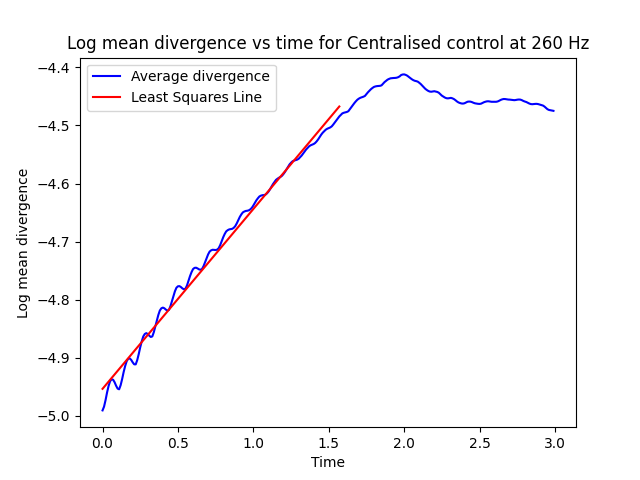 Log mean divergence vs time for Centralised control at 260 Hz
Average divergence
Least Squares Line
Log mean divergence
−4.4
−4.5
−4.6
−4.7
−4.8
−4.9
−5.0
0.0 0.5 1.0 1.5 2.0 2.5 3.0
Time